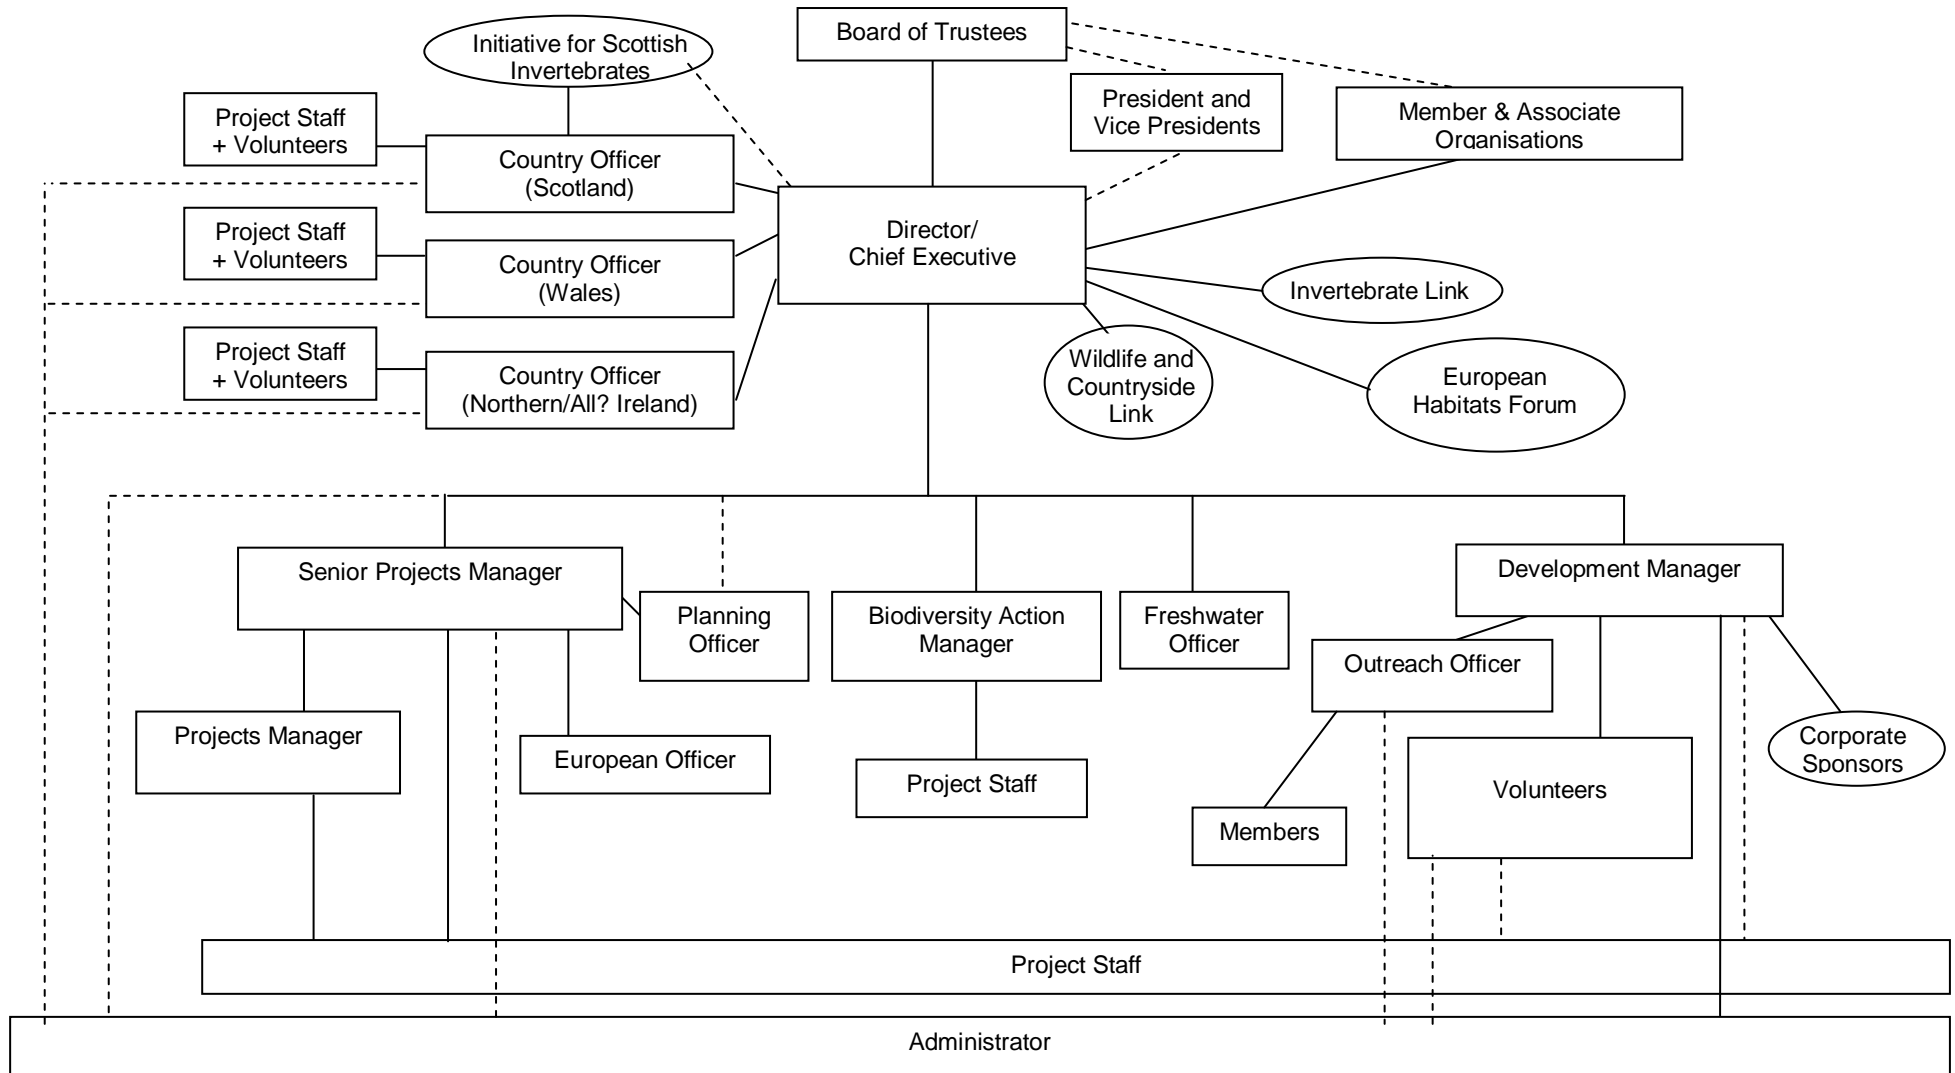 Board of Trustees
Initiative for Scottish
Invertebrates
President and
Vice Presidents
Member & Associate
Organisations
Project Staff
+ Volunteers
Country Officer
(Scotland)
Director/
Chief Executive
Project Staff
+ Volunteers
Country Officer
(Wales)
Invertebrate Link
Project Staff
+ Volunteers
Country Officer
(Northern/All? Ireland)
Wildlife and
Countryside
Link
European
Habitats Forum
Senior Projects Manager
Planning
Officer
Biodiversity Action
Manager
Freshwater
Officer
Development Manager
Outreach Officer
Projects Manager
European Officer
Project Staff
Members
Volunteers
Corporate
Sponsors
Project Staff
Administrator